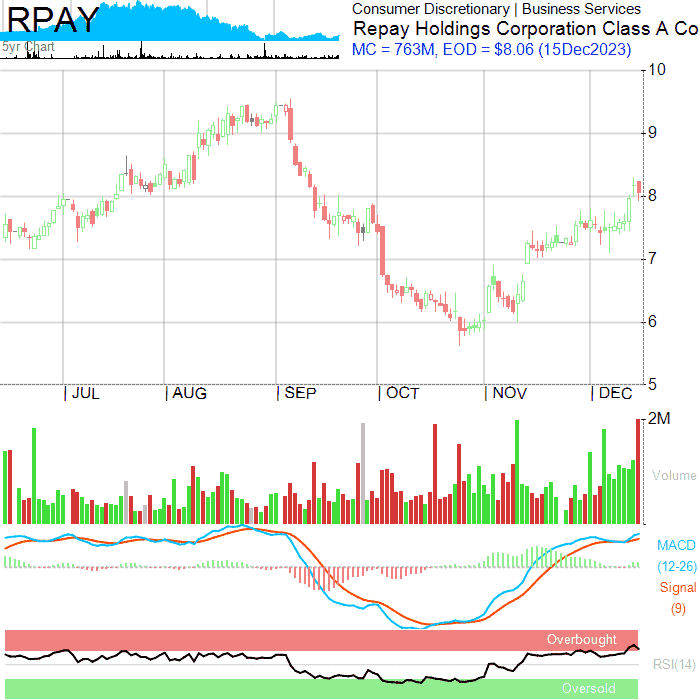 RPAY
5yr Chart
Consumer Discretionary | Business Services
Repay Holdings Corporation Class A Co
MC = 763M, EOD = $8.06 (15Dec2023)
10
9
8
7
6
5
JUL AUG SEP OCT NOV DEC
2M
Volume
MACD
(12-26)
Signal
(9)
Overbought
RSI(14)
Oversold